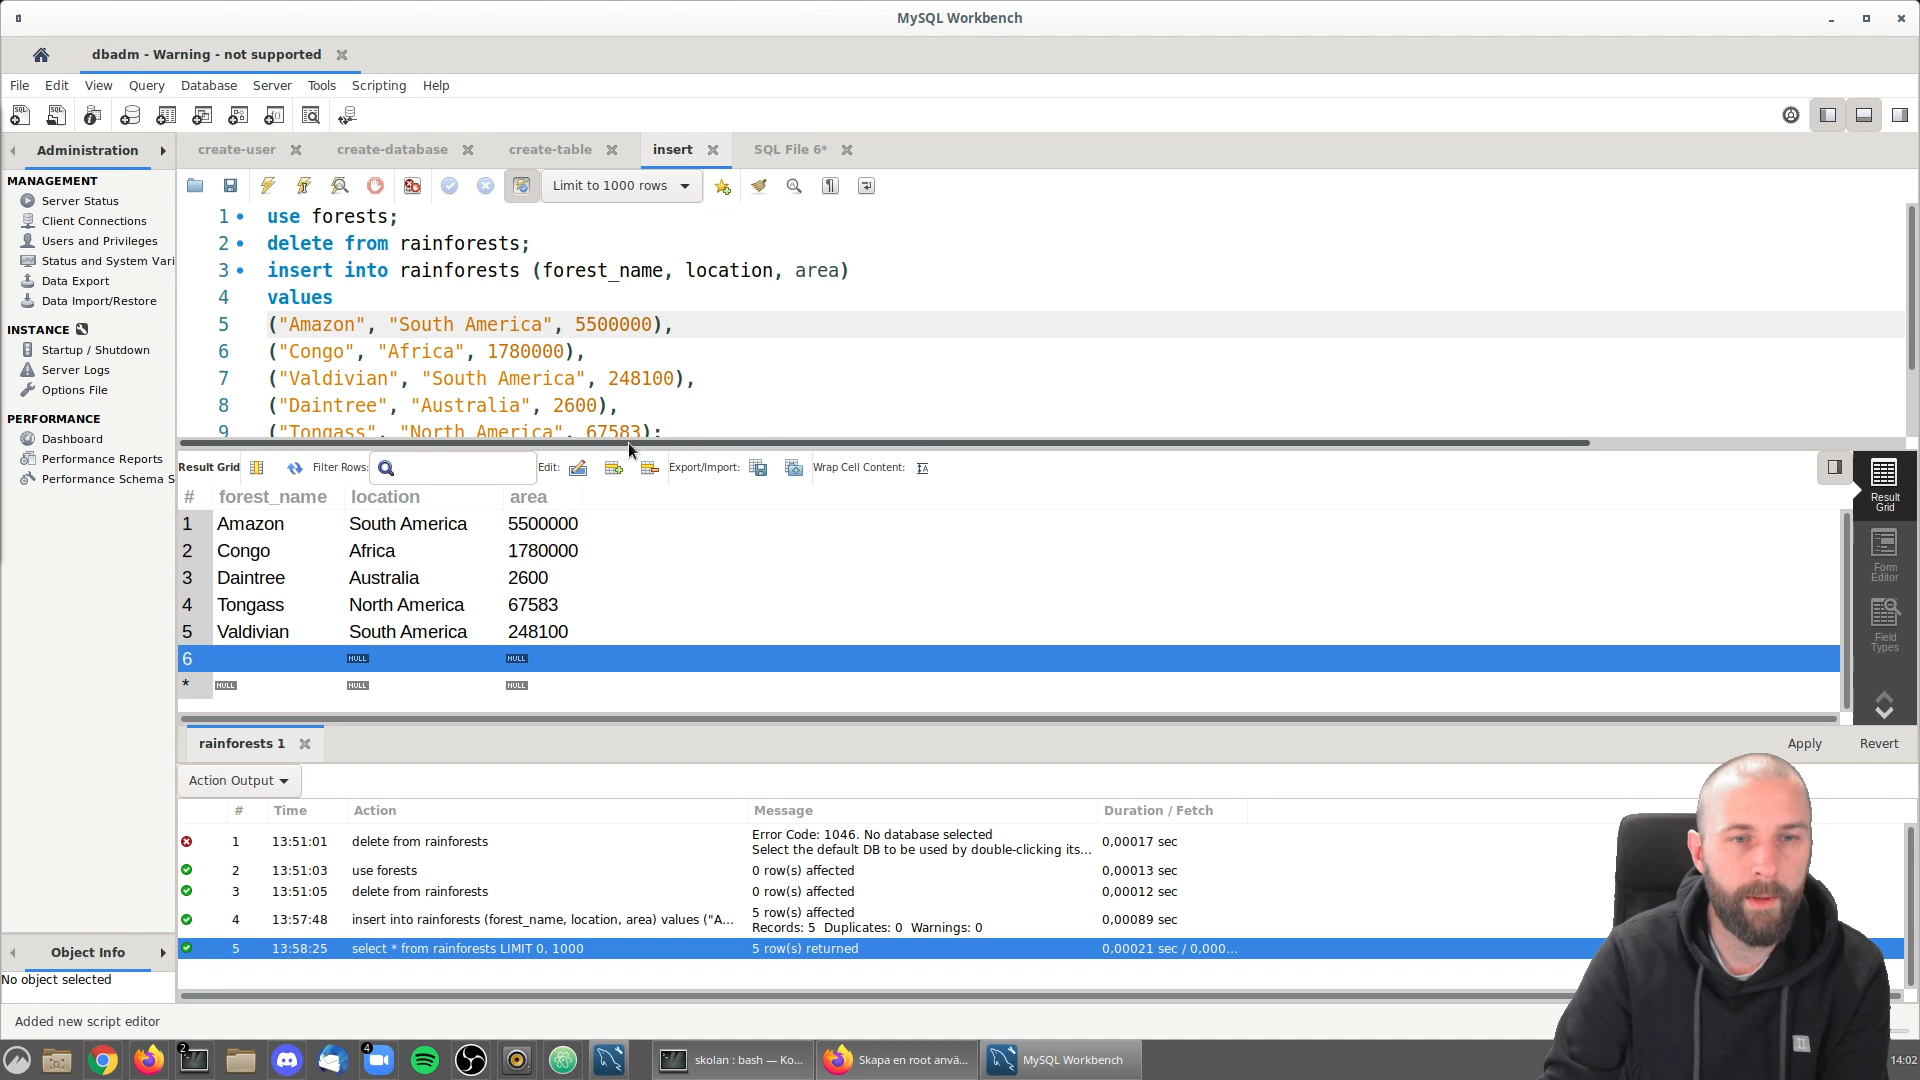 MySQL Workbench
dbadm - Warning - not supported
File Edit View Query Database Server Tools Scripting Help
Administration
create-user create-database create-table insert SQL File 6*
MANAGEMENT
Server Status
Client Connections
Users and Privileges
Status and System Vari
Data Export
Data Import/Restore
INSTANCE
Startup / Shutdown
Server Logs
Options File
PERFORMANCE
Dashboard
Performance Reports
Performance Schema S
Limit to 1000 rows
1 use forests;
2 delete from rainforests;
3 insert into rainforests (forest_name, location, area)
4 values
5 ("Amazon", "South America", 5500000),
6 ("Congo", "Africa", 1780000),
7 ("Valdivian", "South America", 248100),
8 ("Daintree", "Australia", 2600),
9 ("Tongass", "North America", 67583);
Result Grid Filter Rows: Edit: Export/Import: Wrap Cell Content:
# forest_name location area
1 Amazon South America 5500000
2 Congo Africa 1780000
3 Daintree Australia 2600
4 Tongass North America 67583
5 Valdivian South America 248100
6 NULL NULL
* NULL NULL NULL
Result
Grid
Form
Editor
Field
Types
rainforests 1
Apply Revert
Action Output
# Time Action Message Duration / Fetch
1 13:51:01 delete from rainforests Error Code: 1046. No database selected 0,00017 sec
Select the default DB to be used by double-clicking its...
2 13:51:03 use forests 0 row(s) affected 0,00013 sec
3 13:51:05 delete from rainforests 0 row(s) affected 0,00012 sec
4 13:57:48 insert into rainforests (forest_name, location, area) values ("A... 5 row(s) affected 0,00089 sec
Records: 5 Duplicates: 0 Warnings: 0
5 13:58:25 select * from rainforests LIMIT 0, 1000 5 row(s) returned 0,00021 sec / 0,000...
Object Info
No object selected
Added new script editor
2 4 skolan : bash — Ko... Skapa en root anvä... MySQL Workbench 14:02